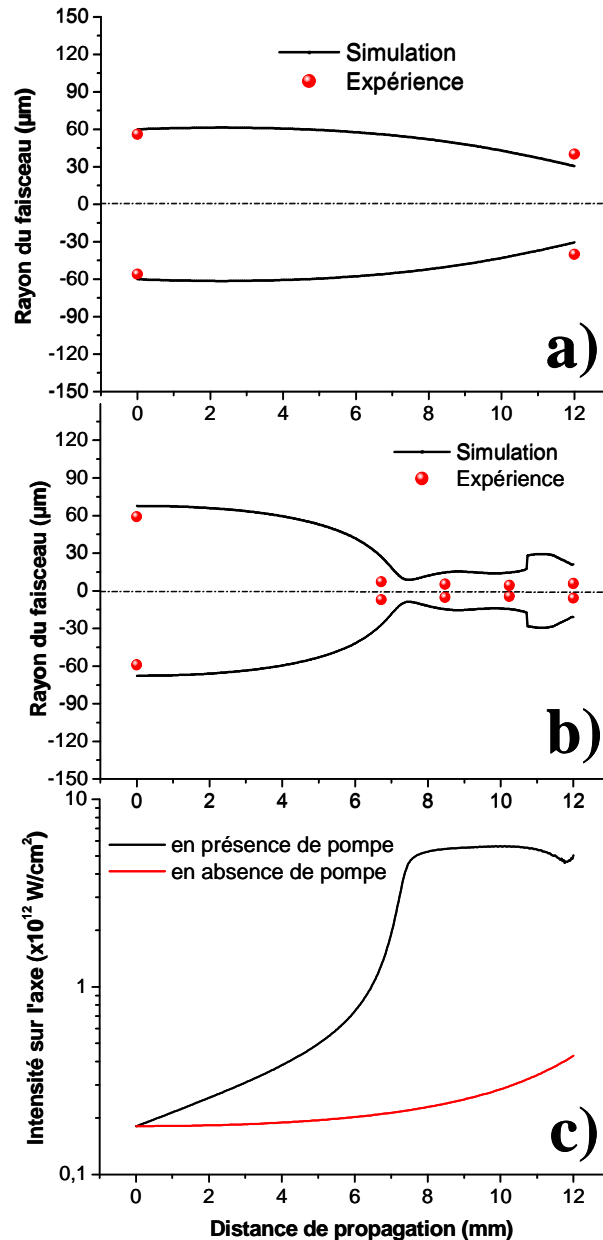 150
120
90
60
30
0
-30
-60
-90
-120
-150
Rayon du faisceau (µm)
Simulation
Expérience
a)
0 2 4 6 8 10 12
120
90
60
30
0
-30
-60
-90
-120
-150
Rayon du faisceau (µm)
Simulation
Expérience
b)
0 2 4 6 8 10 12
10
1
0,1
Intensité sur l'axe (x10¹² W/cm²)
en présence de pompe
en absence de pompe
c)
0 2 4 6 8 10 12
Distance de propagation (mm)